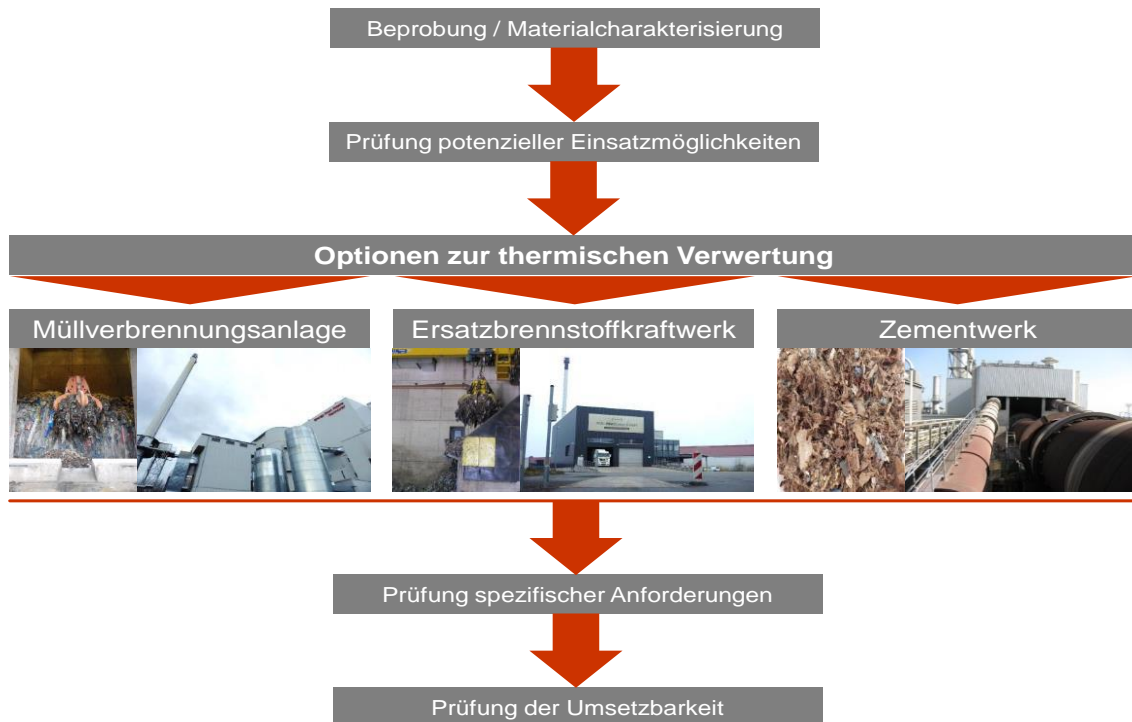 Beprobung / Materialcharakterisierung
Prüfung potenzieller Einsatzmöglichkeiten
Optionen zur thermischen Verwertung
Müllverbrennungsanlage
Ersatzbrennstoffkraftwerk
Zementwerk
Prüfung spezifischer Anforderungen
Prüfung der Umsetzbarkeit